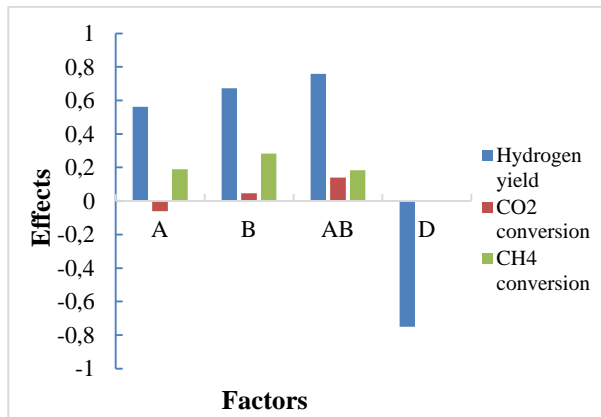 1
0,8
0,6
0,4
0,2
0
-0,2
-0,4
-0,6
-0,8
-1
Effects
A
B
AB
D
Factors
Hydrogen
yield
CO2
conversion
CH4
conversion